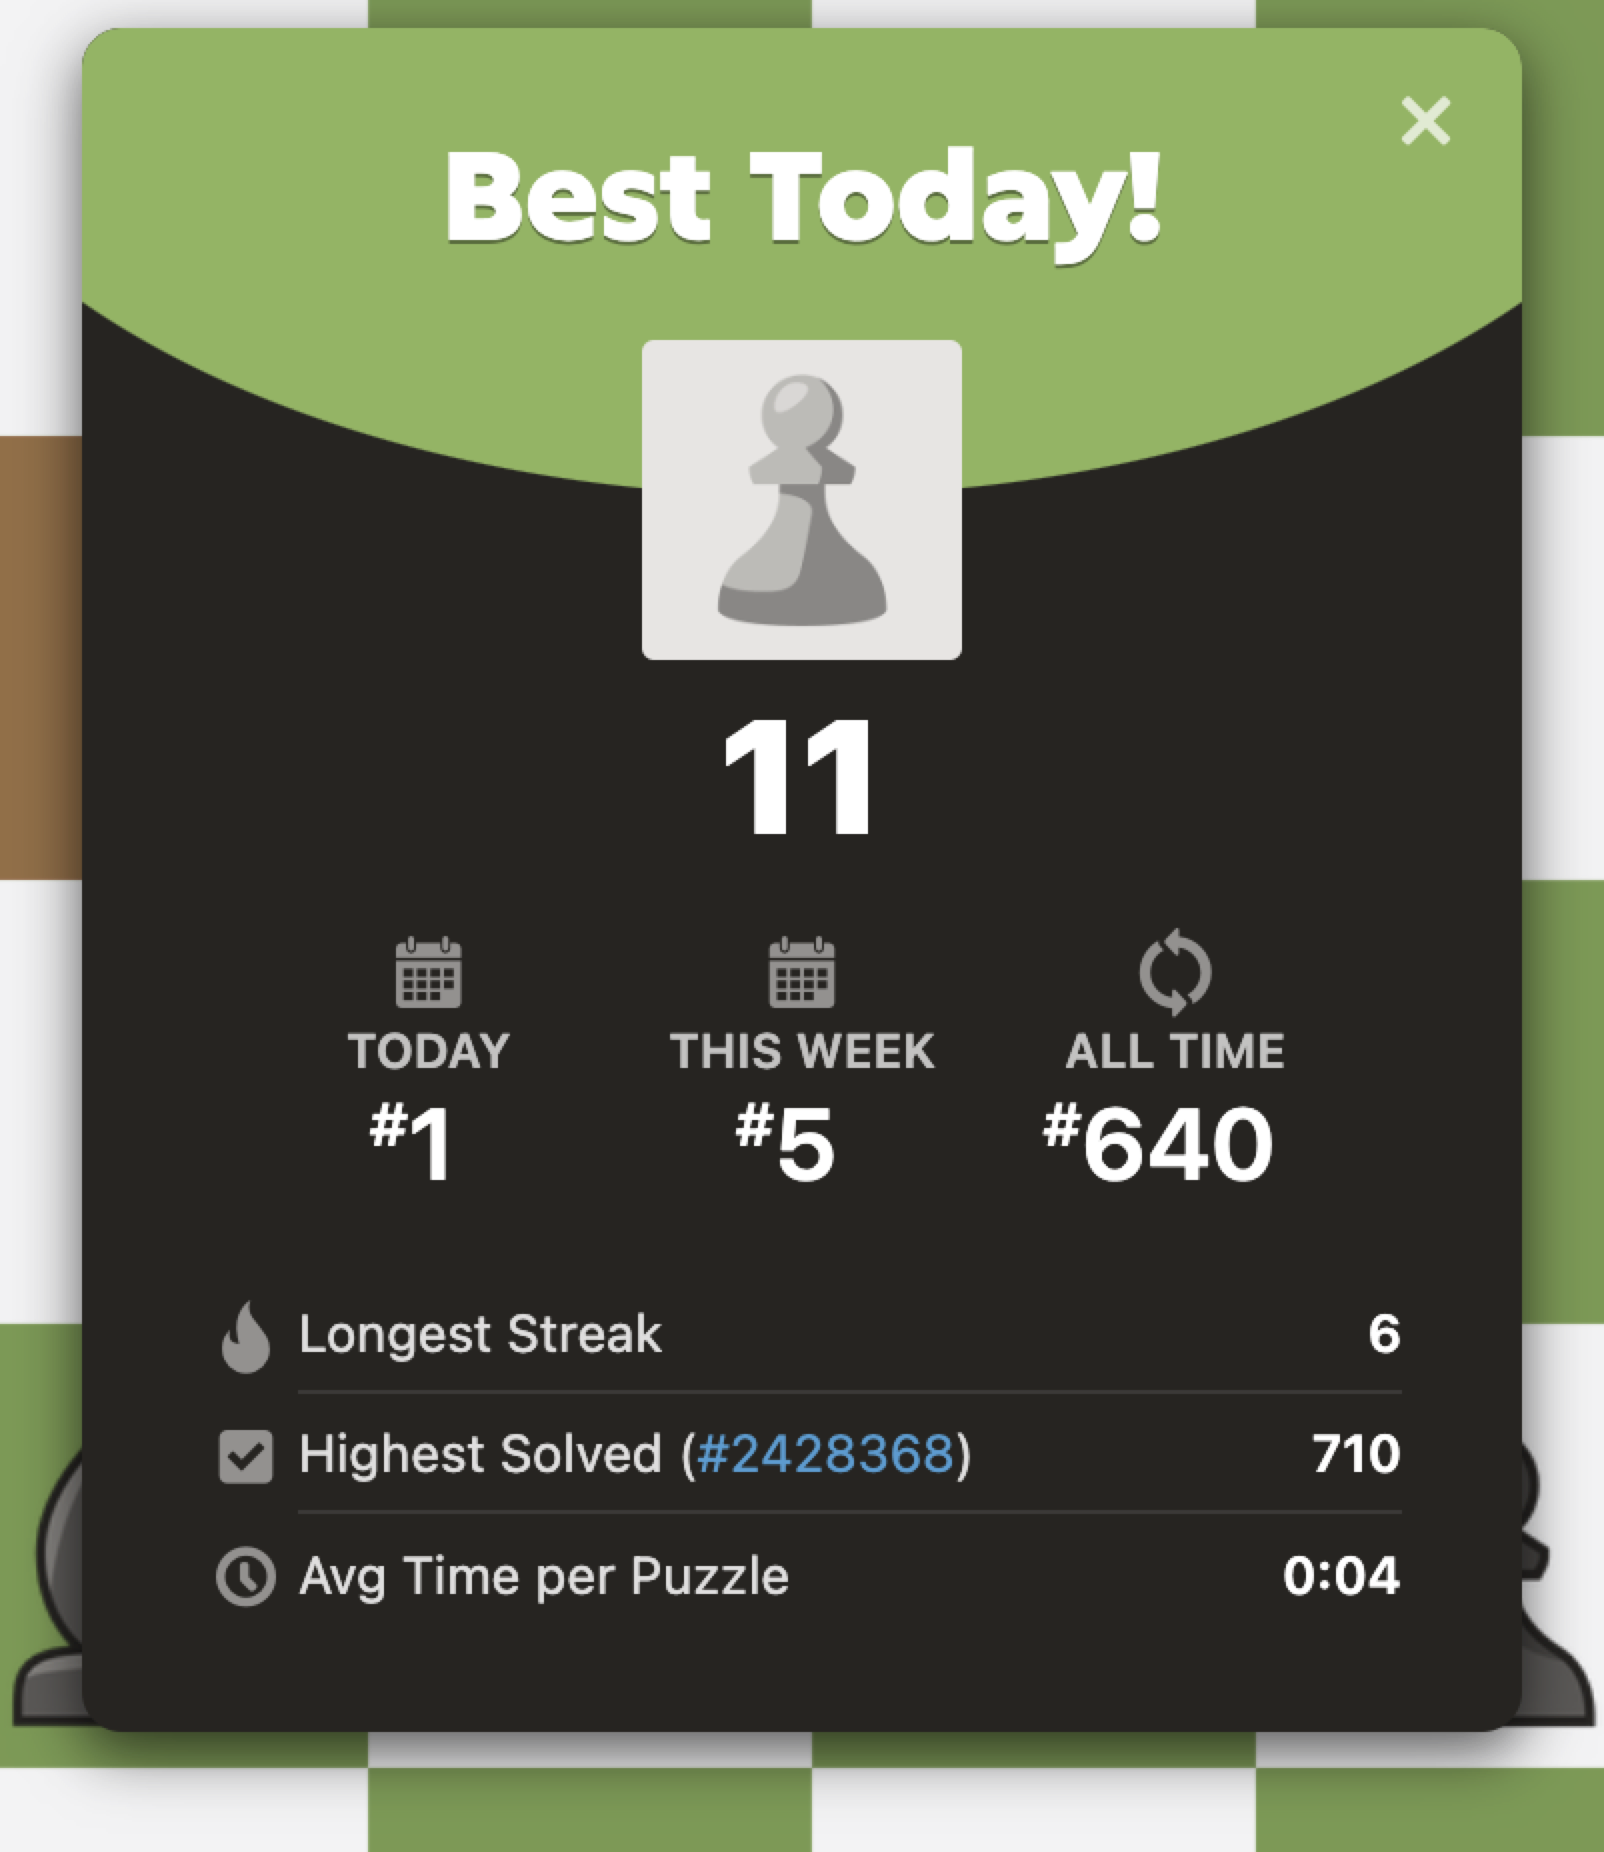 Best Today!
11
TODAY THIS WEEK ALL TIME
#1 #5 #640
Longest Streak 6
Highest Solved (#2428368) 710
Avg Time per Puzzle 0:04